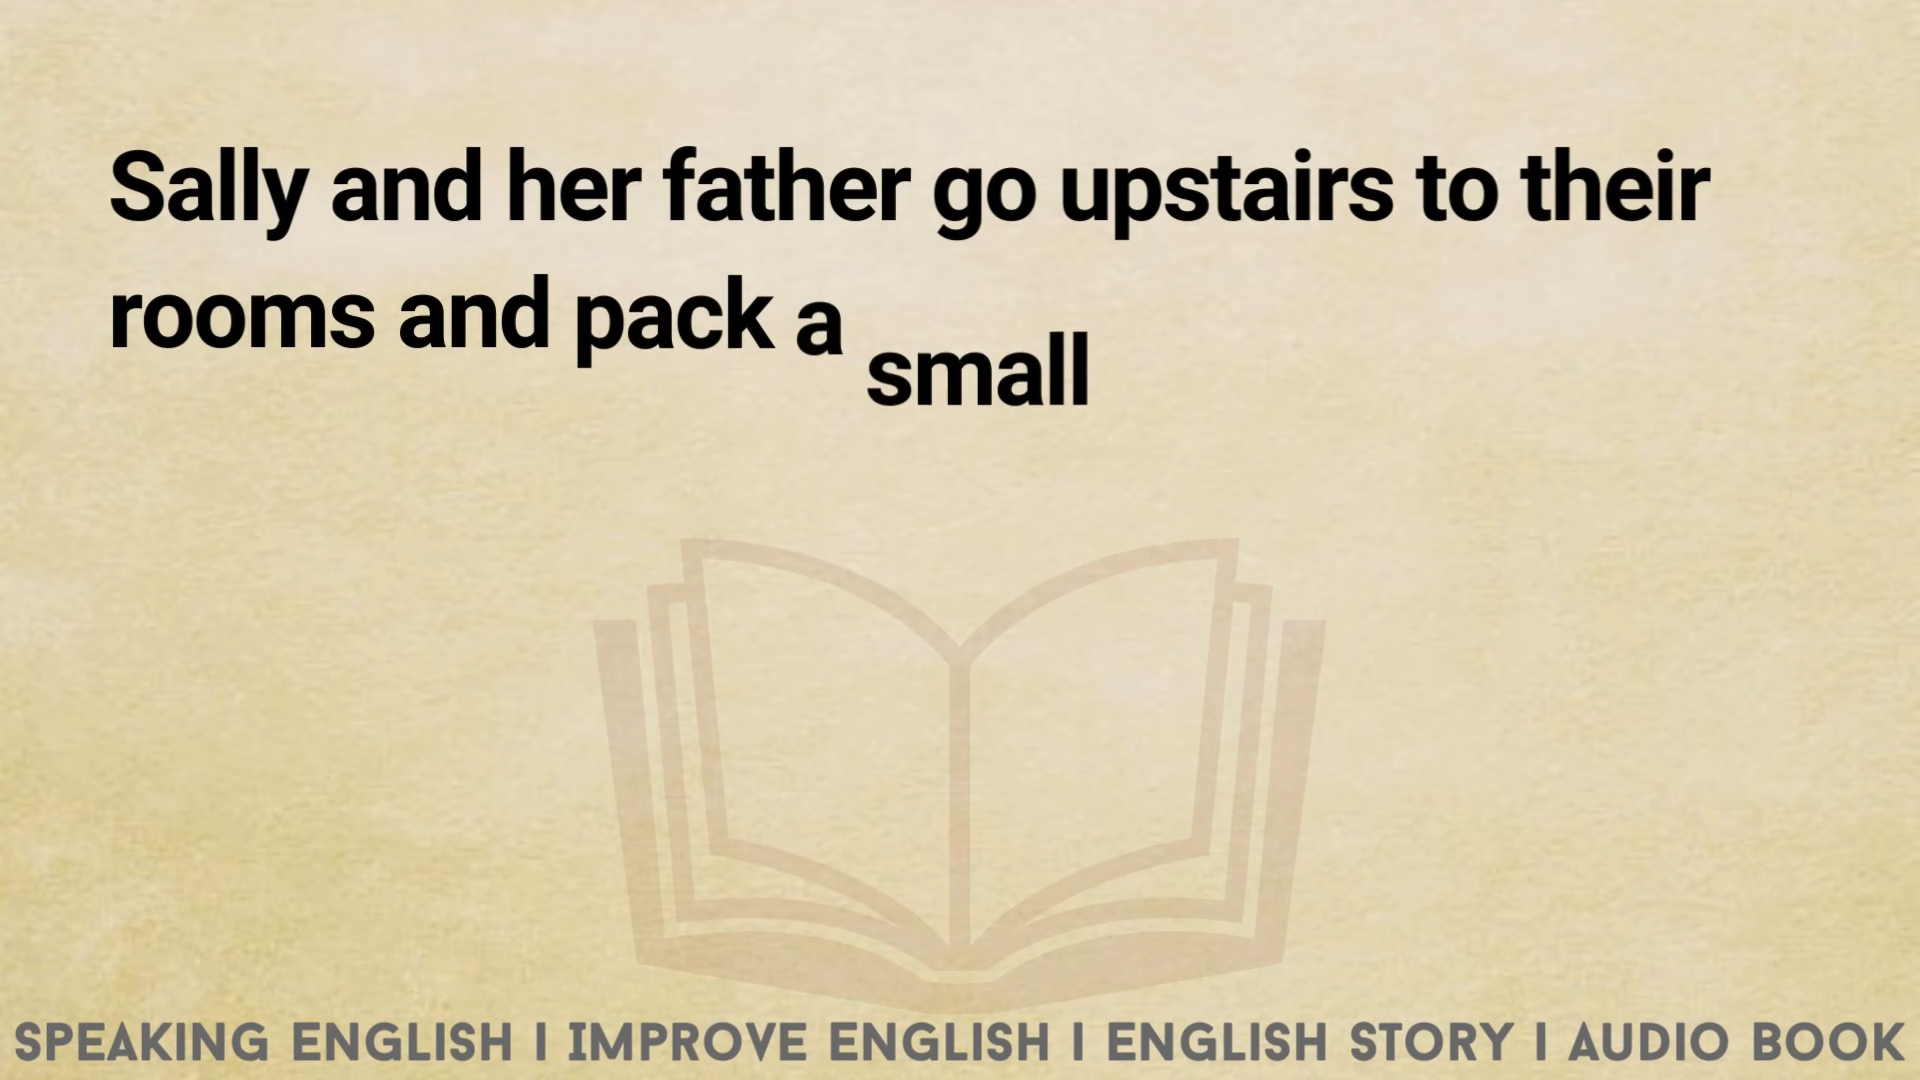 Sally and her father go upstairs to their
rooms and pack a small
SPEAKING ENGLISH I IMPROVE ENGLISH I ENGLISH STORY I AUDIO BOOK